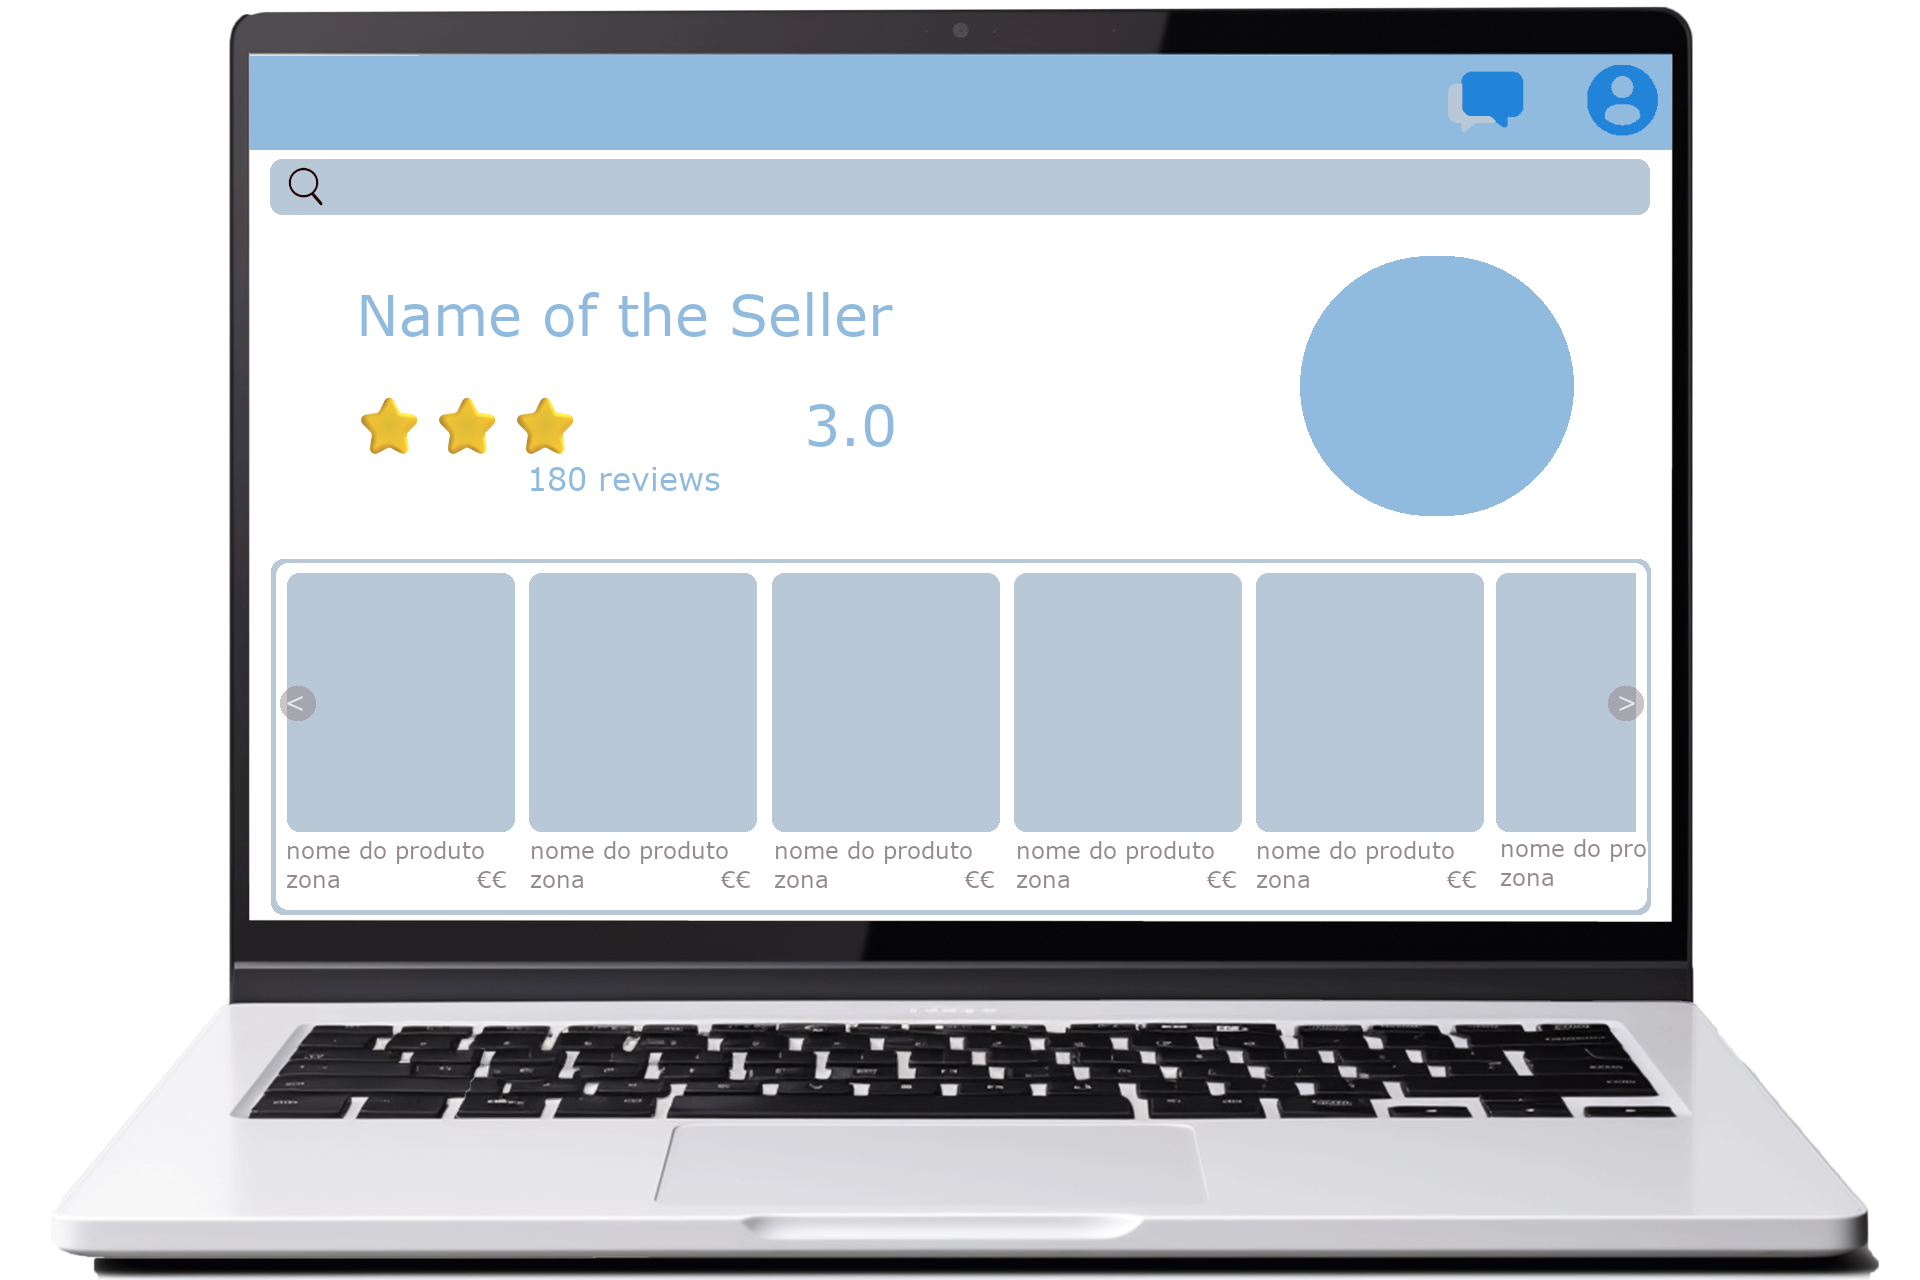 Name of the Seller
3.0
180 reviews
<
>
nome do produto
zona €€
nome do produto
zona €€
nome do produto
zona €€
nome do produto
zona €€
nome do produto
zona €€
nome do pro
zona